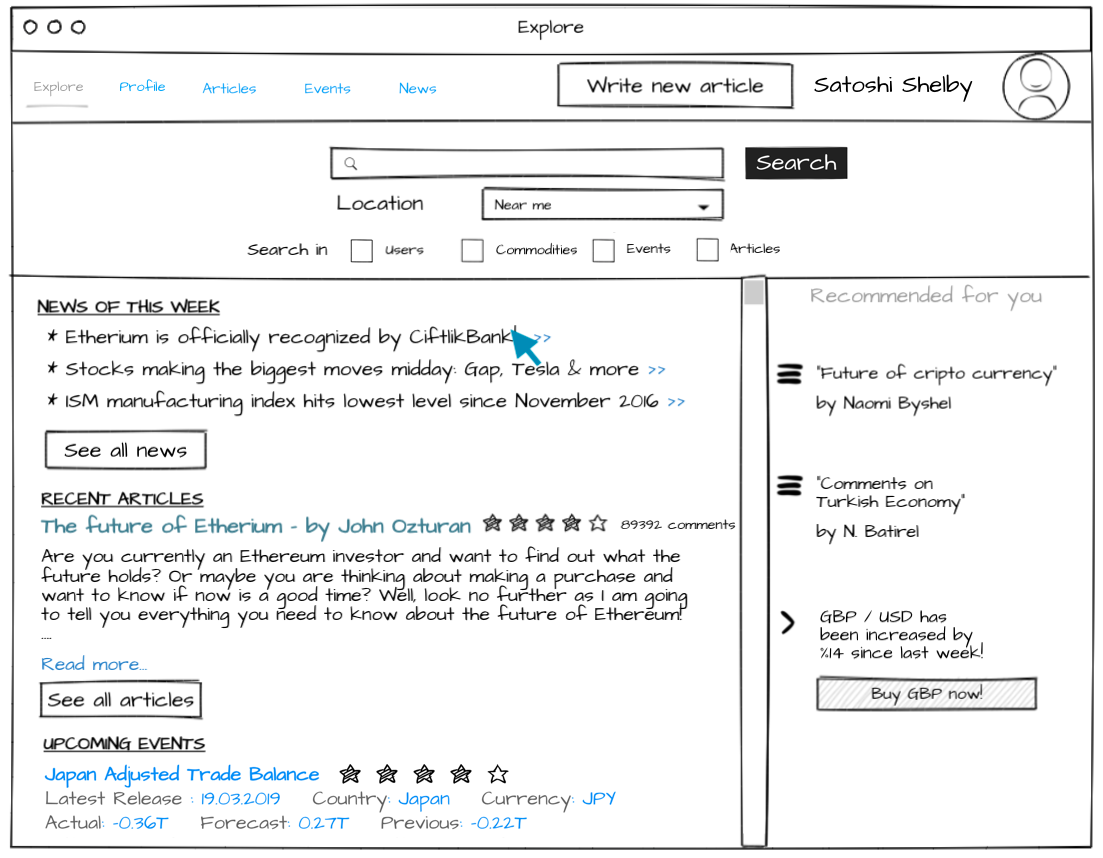 Explore
Explore Profile Articles Events News Write new article Satoshi Shelby
Search
Location Near me
Search in Users Commodities Events Articles
NEWS OF THIS WEEK
* Etherium is officially recognized by CiftlikBank! >>
* Stocks making the biggest moves midday: Gap, Tesla & more >>
* ISM manufacturing index hits lowest level since November 2016 >>
See all news
RECENT ARTICLES
The future of Etherium - by John Ozturan 89392 comments
Are you currently an Ethereum investor and want to find out what the
future holds? Or maybe you are thinking about making a purchase and
want to know if now is a good time? Well, look no further as I am going
to tell you everything you need to know about the future of Ethereum!
....
Read more...
See all articles
UPCOMING EVENTS
Japan Adjusted Trade Balance
Latest Release : 19.03.2019 Country: Japan Currency: JPY
Actual: -0.36T Forecast: 0.27T Previous: -0.22T
Recommended for you
"Future of cripto currency"
by Naomi Byshel
"Comments on
Turkish Economy"
by N. Batirel
GBP / USD has
been increased by
%14 since last week!
Buy GBP now!